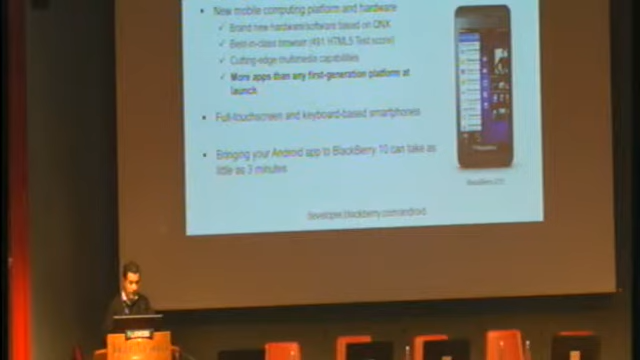 New mobile computing platform and hardware
Brand new hardware/software based on QNX
Best-in-class browser (491 HTML5 Test score)
Cutting-edge multimedia capabilities
More apps than any first-generation platform at
launch
Full-touchscreen and keyboard-based smartphones
Bringing your Android app to BlackBerry 10 can take as
little as 3 minutes
developer.blackberry.com/android